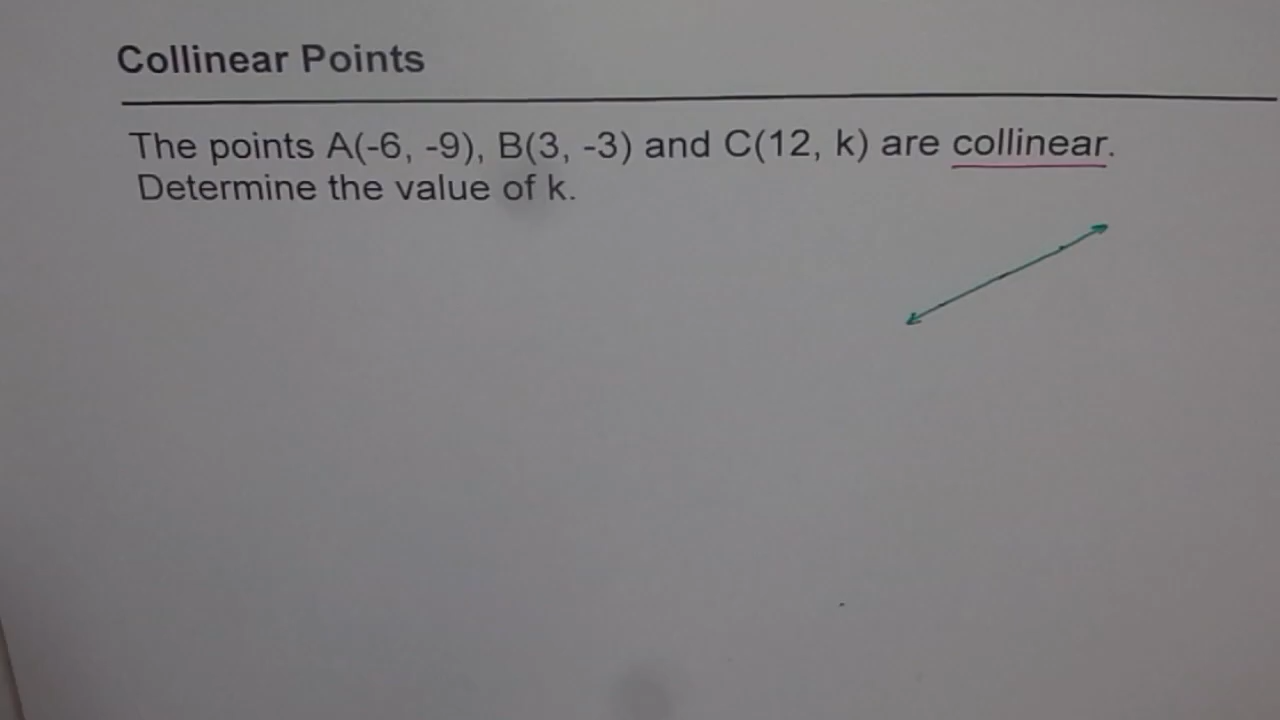 Collinear Points
The points A(-6, -9), B(3, -3) and C(12, k) are collinear.
Determine the value of k.